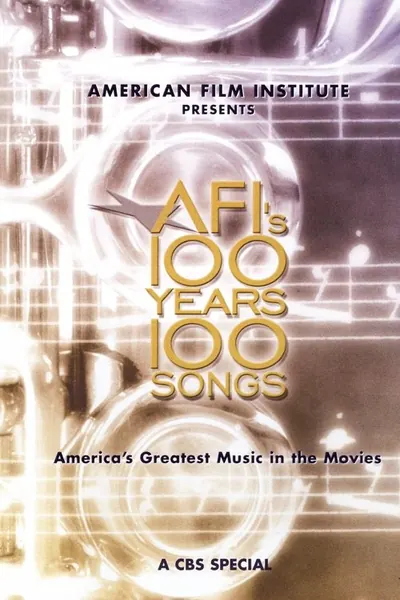 AMERICAN FILM INSTITUTE
PRESENTS
AFI's
100
YEARS
100
SONGS
America's Greatest Music in the Movies
A CBS SPECIAL